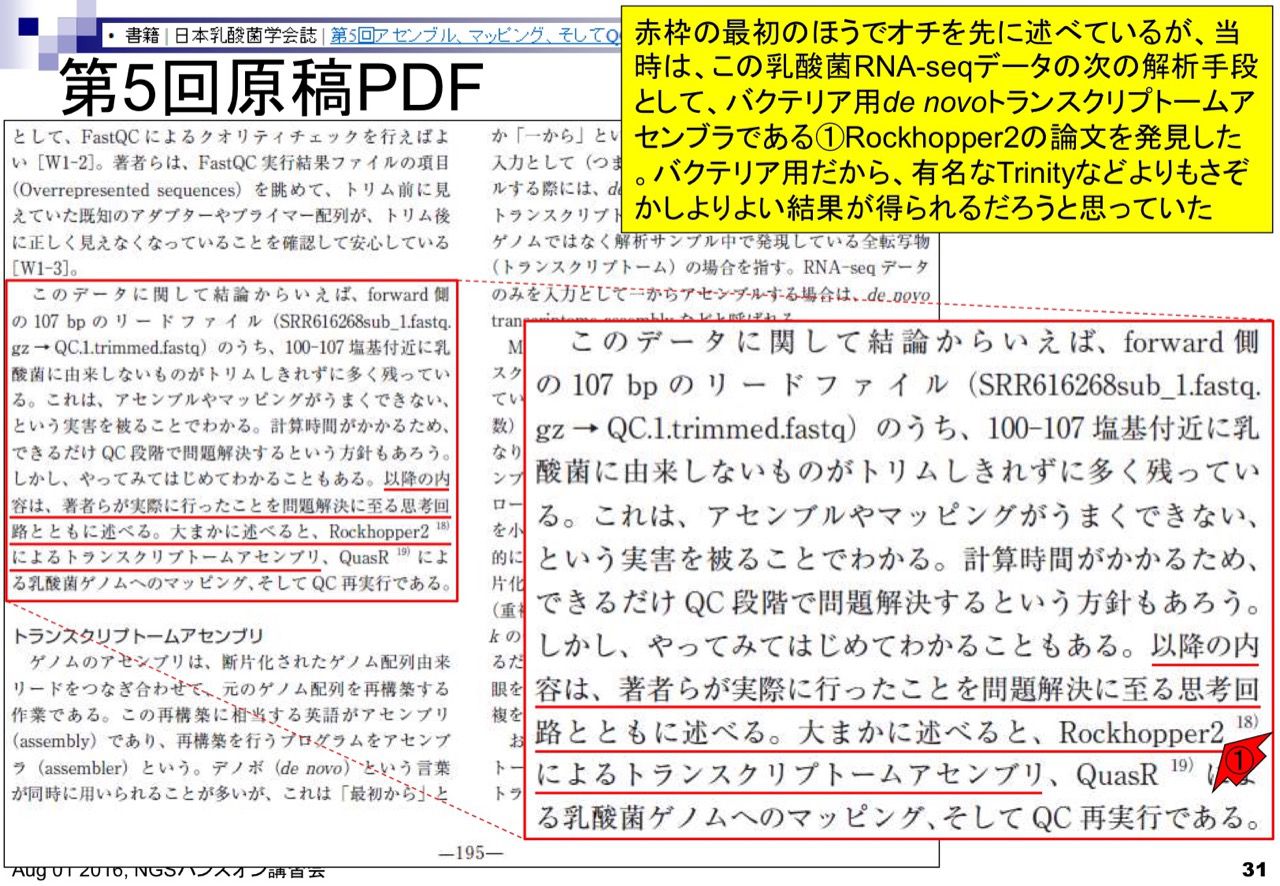 • 書籍 | 日本乳酸菌学会誌 | 第5回アセンブル、マッピング、そしてQ
第5回原稿PDF
赤枠の最初のほうでオチを先に述べているが、当
時は、この乳酸菌RNA-seqデータの次の解析手段
として、バクテリア用de novoトランスクリプトームア
センブラである①Rockhopper2の論文を発見した
。バクテリア用だから、有名なTrinityなどよりもさぞ
かしよりよい結果が得られるだろうと思っていた
として、FastQCによるクオリティチェックを行えばよ
い [W1-2]。著者らは、FastQC 実行結果ファイルの項目
(Overrepresented sequences) を眺めて、トリム前に見
えていた既知のアダプターやプライマー配列が、トリム後
に正しく見えなくなっていることを確認して安心している
[W1-3]。
このデータに関して結論からいえば、forward 側
の 107 bp のリードファイル (SRR616268sub_1.fastq.
gz → QC.1.trimmed.fastq) のうち、100-107 塩基付近に乳
酸菌に由来しないものがトリムしきれずに多く残ってい
る。これは、アセンブルやマッピングがうまくできない、
という実害を被ることでわかる。計算時間がかかるため、
できるだけ QC 段階で問題解決するという方針もあろう。
しかし、やってみてはじめてわかることもある。以降の内
容は、著者らが実際に行ったことを問題解決に至る思考回
路とともに述べる。大まかに述べると、Rockhopper2 18)
によるトランスクリプトームアセンブリ、QuasR 19) によ
る乳酸菌ゲノムへのマッピング、そして QC 再実行である。
トランスクリプトームアセンブリ
ゲノムのアセンブリは、断片化されたゲノム配列由来
リードをつなぎ合わせて、元のゲノム配列を再構築する
作業である。この再構築に相当する英語がアセンブリ
(assembly) であり、再構築を行うプログラムをアセンブ
ラ (assembler) という。デノボ (de novo) という言葉
が同時に用いられることが多いが、これは「最初から」と
か「一から」とい
入力として (つま
ルする際には、de
トランスクリプト
ゲノムではなく解析サンプル中で発現している全転写物
(トランスクリプトーム) の場合を指す。RNA-seq データ
のみを入力として一からアセンブルする場合は、de novo
transcriptome assembly などと呼ばれる。
M
スク
てい
数)
なり
ンブ
ロー
を小
的に
片化
(重複
k の
るだ
眼を
複を
お
トー
トラ
このデータに関して結論からいえば、forward 側
の 107 bp のリードファイル (SRR616268sub_1.fastq.
gz → QC.1.trimmed.fastq) のうち、100-107 塩基付近に乳
酸菌に由来しないものがトリムしきれずに多く残ってい
る。これは、アセンブルやマッピングがうまくできない、
という実害を被ることでわかる。計算時間がかかるため、
できるだけ QC 段階で問題解決するという方針もあろう。
しかし、やってみてはじめてわかることもある。以降の内
容は、著者らが実際に行ったことを問題解決に至る思考回
路とともに述べる。大まかに述べると、Rockhopper2 18)
によるトランスクリプトームアセンブリ、QuasR 19) によ
る乳酸菌ゲノムへのマッピング、そして QC 再実行である。
①
—195—
Aug 01 2016, NGSハンズオン講習会
31